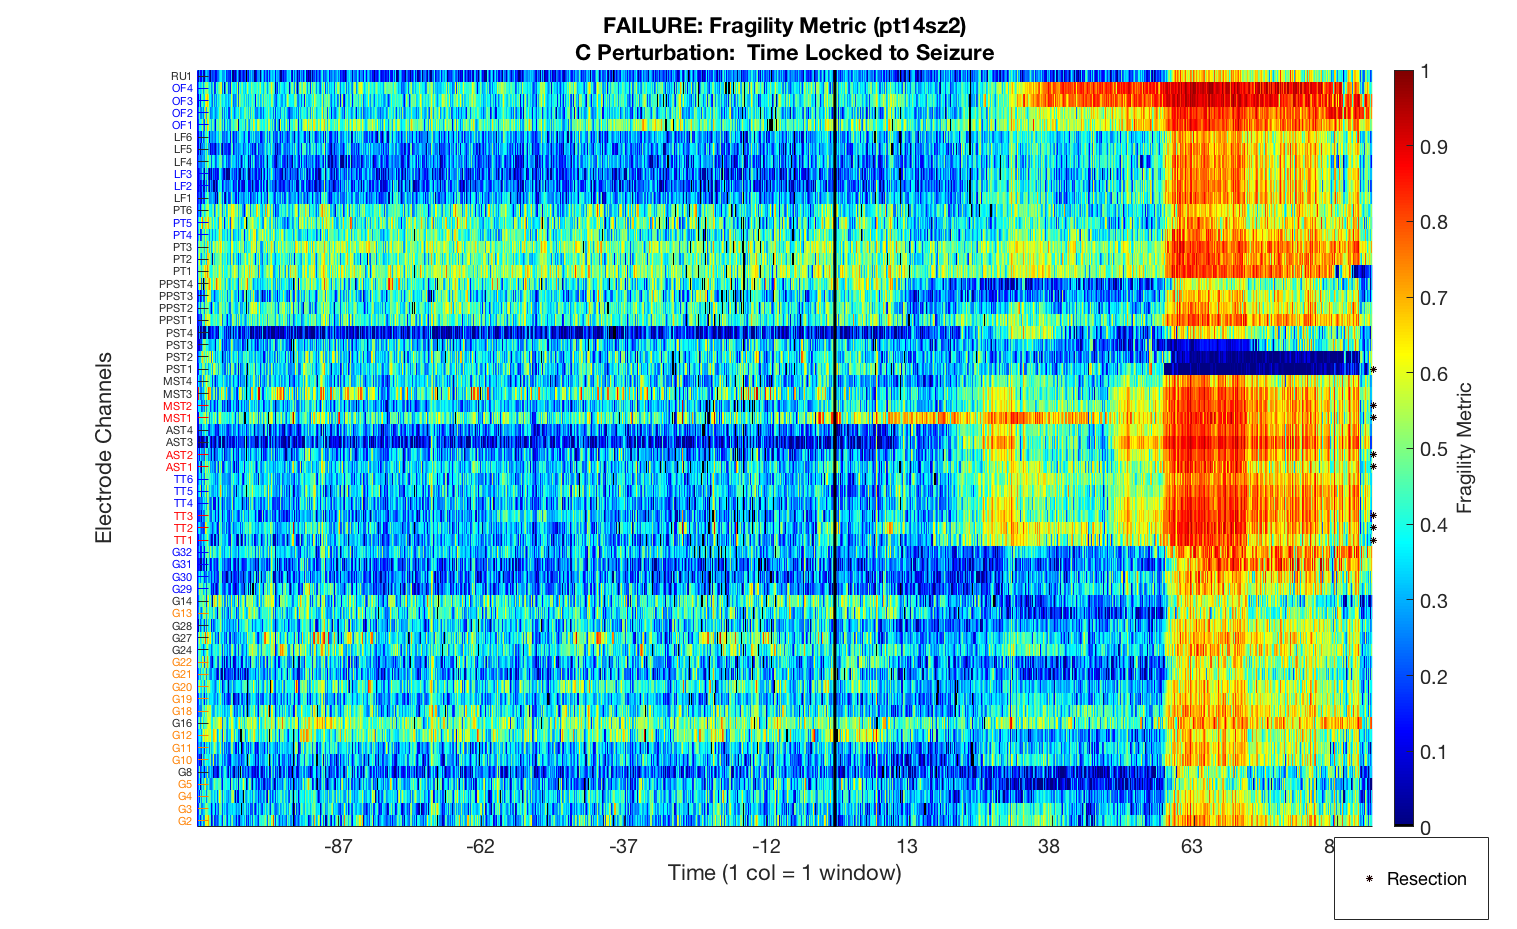 FAILURE: Fragility Metric (pt14sz2)
C Perturbation: Time Locked to Seizure
Electrode Channels
RU1
OF4
OF3
OF2
OF1
LF6
LF5
LF4
LF3
LF2
LF1
PT6
PT5
PT4
PT3
PT2
PT1
PPST4
PPST3
PPST2
PPST1
PST4
PST3
PST2
PST1
MST4
MST3
MST2
MST1
AST4
AST3
AST2
AST1
TT6
TT5
TT4
TT3
TT2
TT1
G32
G31
G30
G29
G14
G13
G28
G27
G24
G22
G21
G20
G19
G18
G16
G12
G11
G10
G8
G5
G4
G3
G2
-87 -62 -37 -12 13 38 63 8
Time (1 col = 1 window)
1
0.9
0.8
0.7
0.6
0.5
0.4
0.3
0.2
0.1
0
Fragility Metric
* Resection